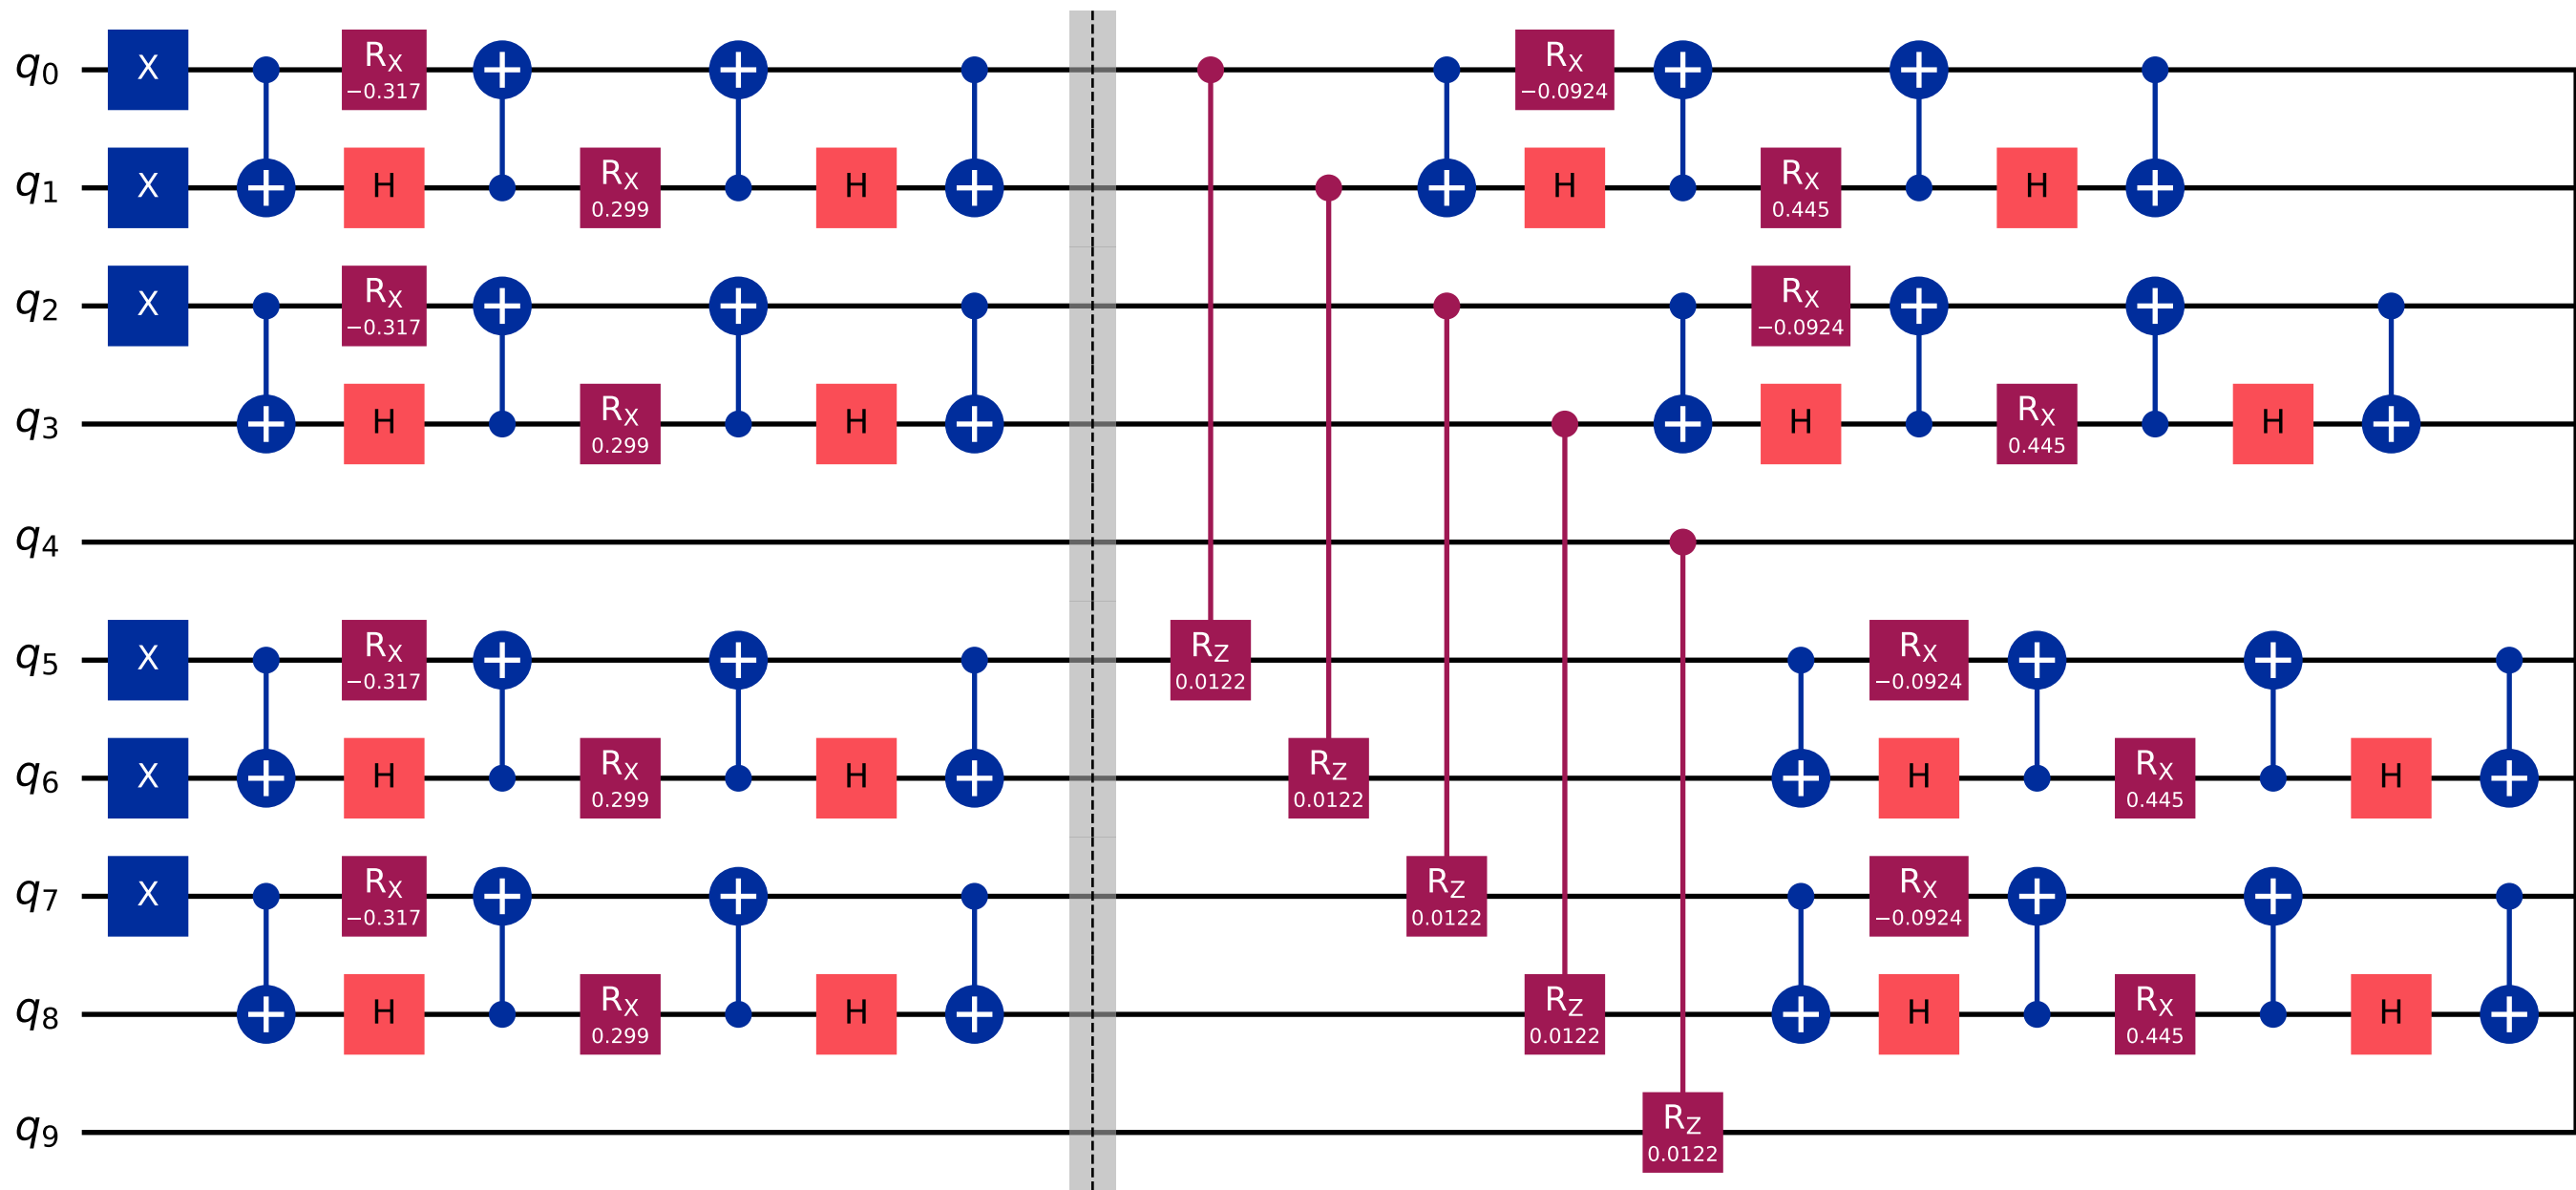 q0 X RX −0.317 RX −0.0924
q1 X H RX 0.299 H H RX 0.445 H
q2 X RX −0.317 RX −0.0924
q3 H RX 0.299 H H RX 0.445 H
q4
q5 X RX −0.317 RZ 0.0122 RX −0.0924
q6 X H RX 0.299 H RZ 0.0122 H RX 0.445 H
q7 X RX −0.317 RZ 0.0122 RX −0.0924
q8 H RX 0.299 H RZ 0.0122 H RX 0.445 H
q9 RZ 0.0122